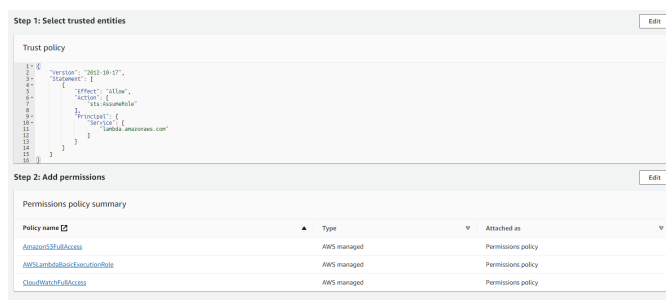 Step 1: Select trusted entities Edit
Trust policy
1 {
2 "Version": "2012-10-17",
3 "Statement": [
4 {
5 "Effect": "Allow",
6 "Action": [
7 "sts:AssumeRole"
8 ],
9 "Principal": {
10 "Service": [
11 "lambda.amazonaws.com"
12 ]
13 }
14 }
15 ]
16 }
Step 2: Add permissions Edit
Permissions policy summary
Policy name Type Attached as
AmazonS3FullAccess AWS managed Permissions policy
AWSLambdaBasicExecutionRole AWS managed Permissions policy
CloudWatchFullAccess AWS managed Permissions policy